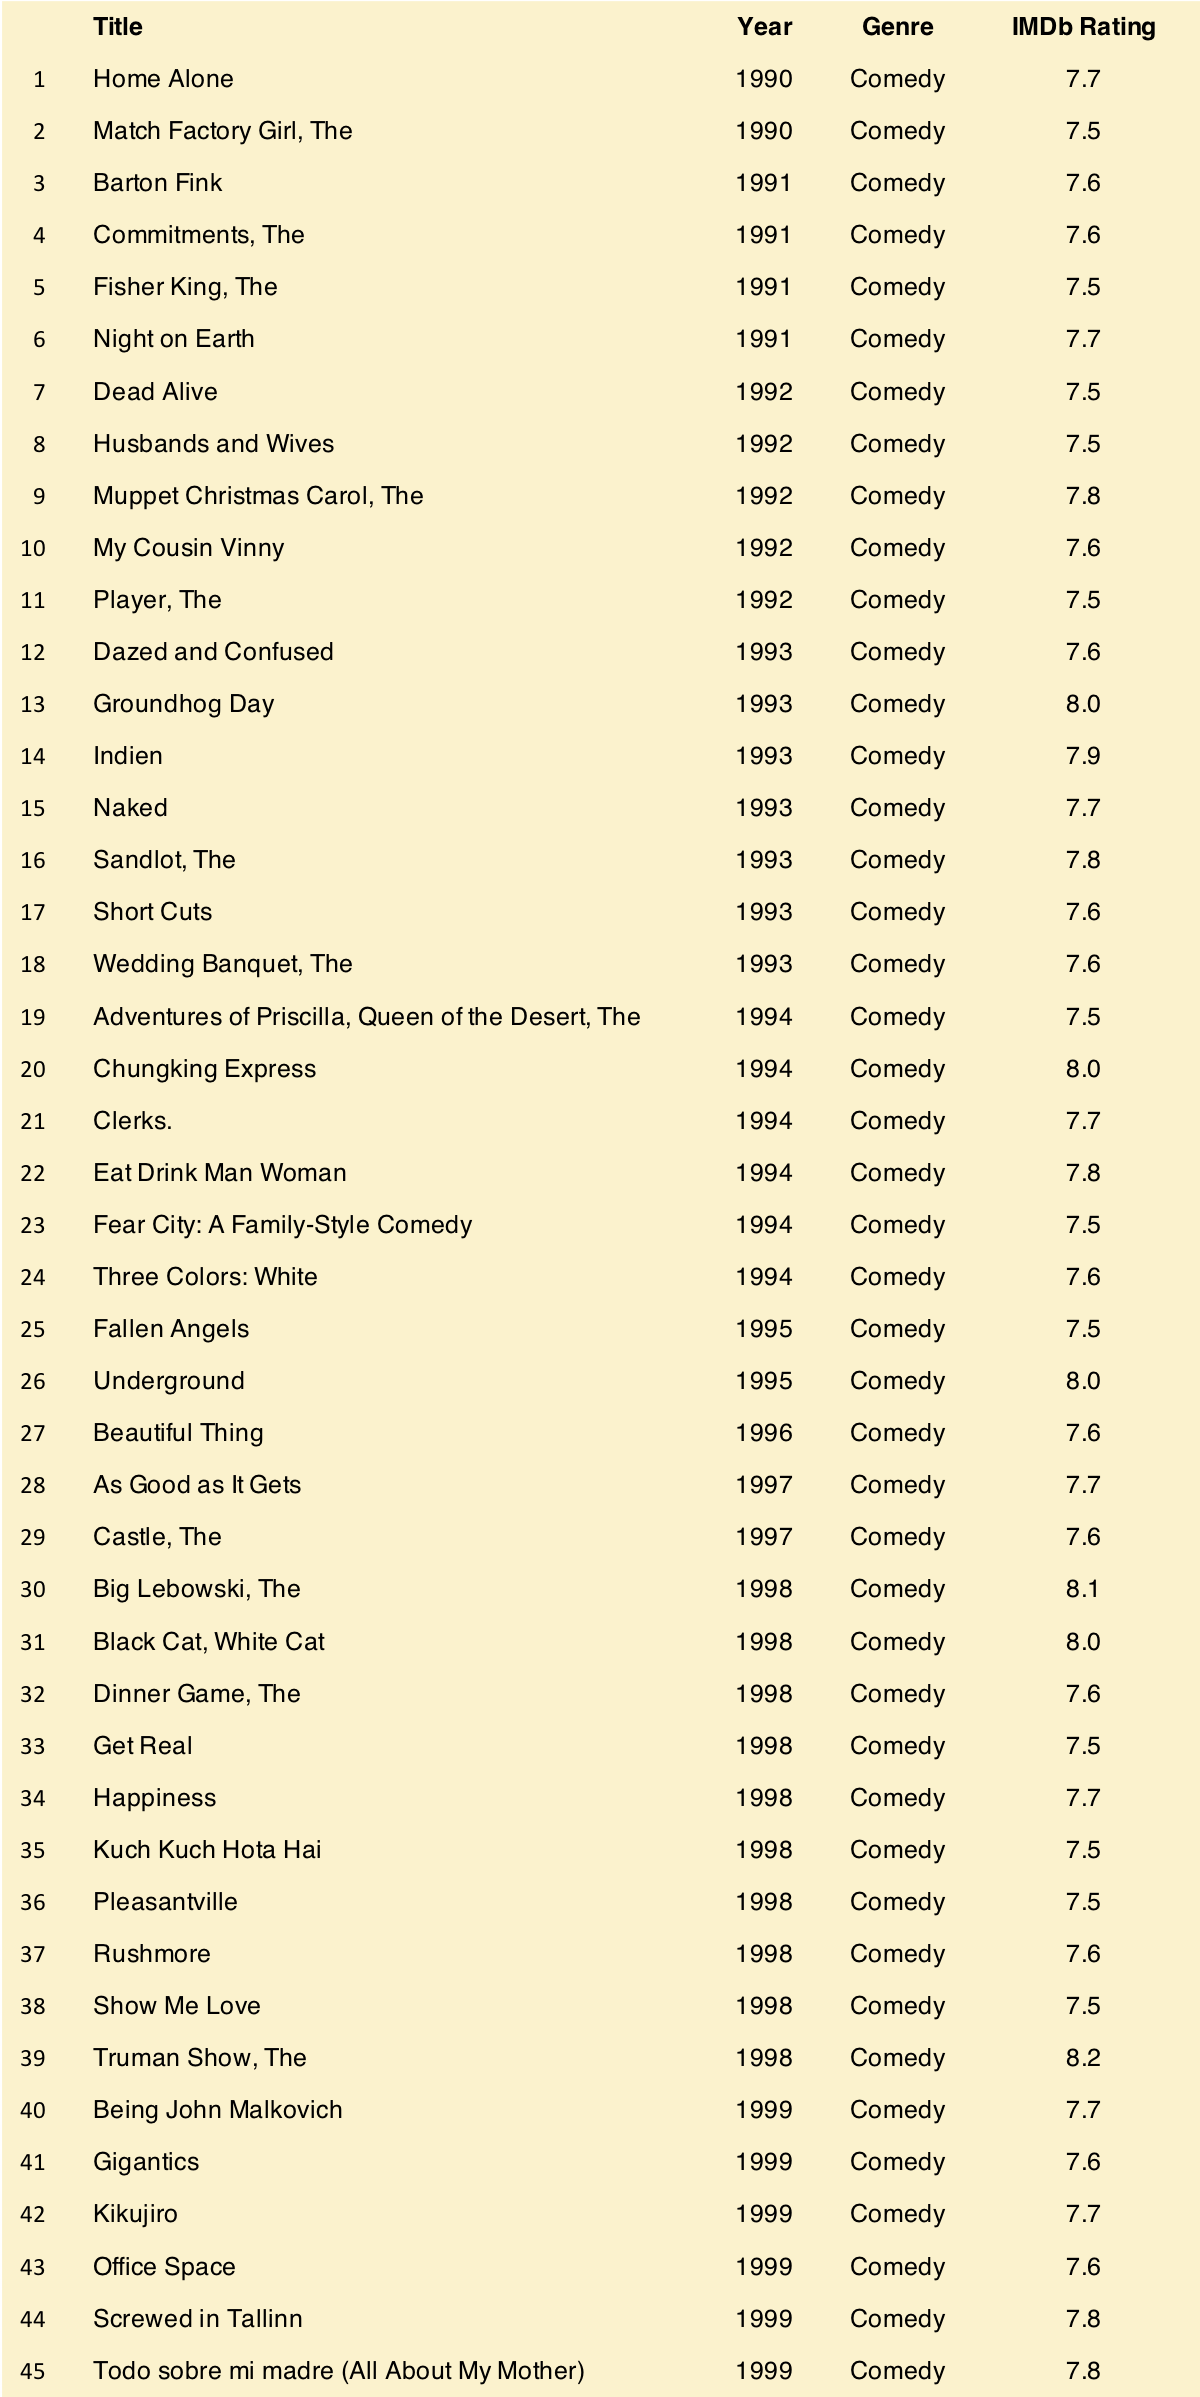 Title Year Genre IMDb Rating
1 Home Alone 1990 Comedy 7.7
2 Match Factory Girl, The 1990 Comedy 7.5
3 Barton Fink 1991 Comedy 7.6
4 Commitments, The 1991 Comedy 7.6
5 Fisher King, The 1991 Comedy 7.5
6 Night on Earth 1991 Comedy 7.7
7 Dead Alive 1992 Comedy 7.5
8 Husbands and Wives 1992 Comedy 7.5
9 Muppet Christmas Carol, The 1992 Comedy 7.8
10 My Cousin Vinny 1992 Comedy 7.6
11 Player, The 1992 Comedy 7.5
12 Dazed and Confused 1993 Comedy 7.6
13 Groundhog Day 1993 Comedy 8.0
14 Indien 1993 Comedy 7.9
15 Naked 1993 Comedy 7.7
16 Sandlot, The 1993 Comedy 7.8
17 Short Cuts 1993 Comedy 7.6
18 Wedding Banquet, The 1993 Comedy 7.6
19 Adventures of Priscilla, Queen of the Desert, The 1994 Comedy 7.5
20 Chungking Express 1994 Comedy 8.0
21 Clerks. 1994 Comedy 7.7
22 Eat Drink Man Woman 1994 Comedy 7.8
23 Fear City: A Family-Style Comedy 1994 Comedy 7.5
24 Three Colors: White 1994 Comedy 7.6
25 Fallen Angels 1995 Comedy 7.5
26 Underground 1995 Comedy 8.0
27 Beautiful Thing 1996 Comedy 7.6
28 As Good as It Gets 1997 Comedy 7.7
29 Castle, The 1997 Comedy 7.6
30 Big Lebowski, The 1998 Comedy 8.1
31 Black Cat, White Cat 1998 Comedy 8.0
32 Dinner Game, The 1998 Comedy 7.6
33 Get Real 1998 Comedy 7.5
34 Happiness 1998 Comedy 7.7
35 Kuch Kuch Hota Hai 1998 Comedy 7.5
36 Pleasantville 1998 Comedy 7.5
37 Rushmore 1998 Comedy 7.6
38 Show Me Love 1998 Comedy 7.5
39 Truman Show, The 1998 Comedy 8.2
40 Being John Malkovich 1999 Comedy 7.7
41 Gigantics 1999 Comedy 7.6
42 Kikujiro 1999 Comedy 7.7
43 Office Space 1999 Comedy 7.6
44 Screwed in Tallinn 1999 Comedy 7.8
45 Todo sobre mi madre (All About My Mother) 1999 Comedy 7.8